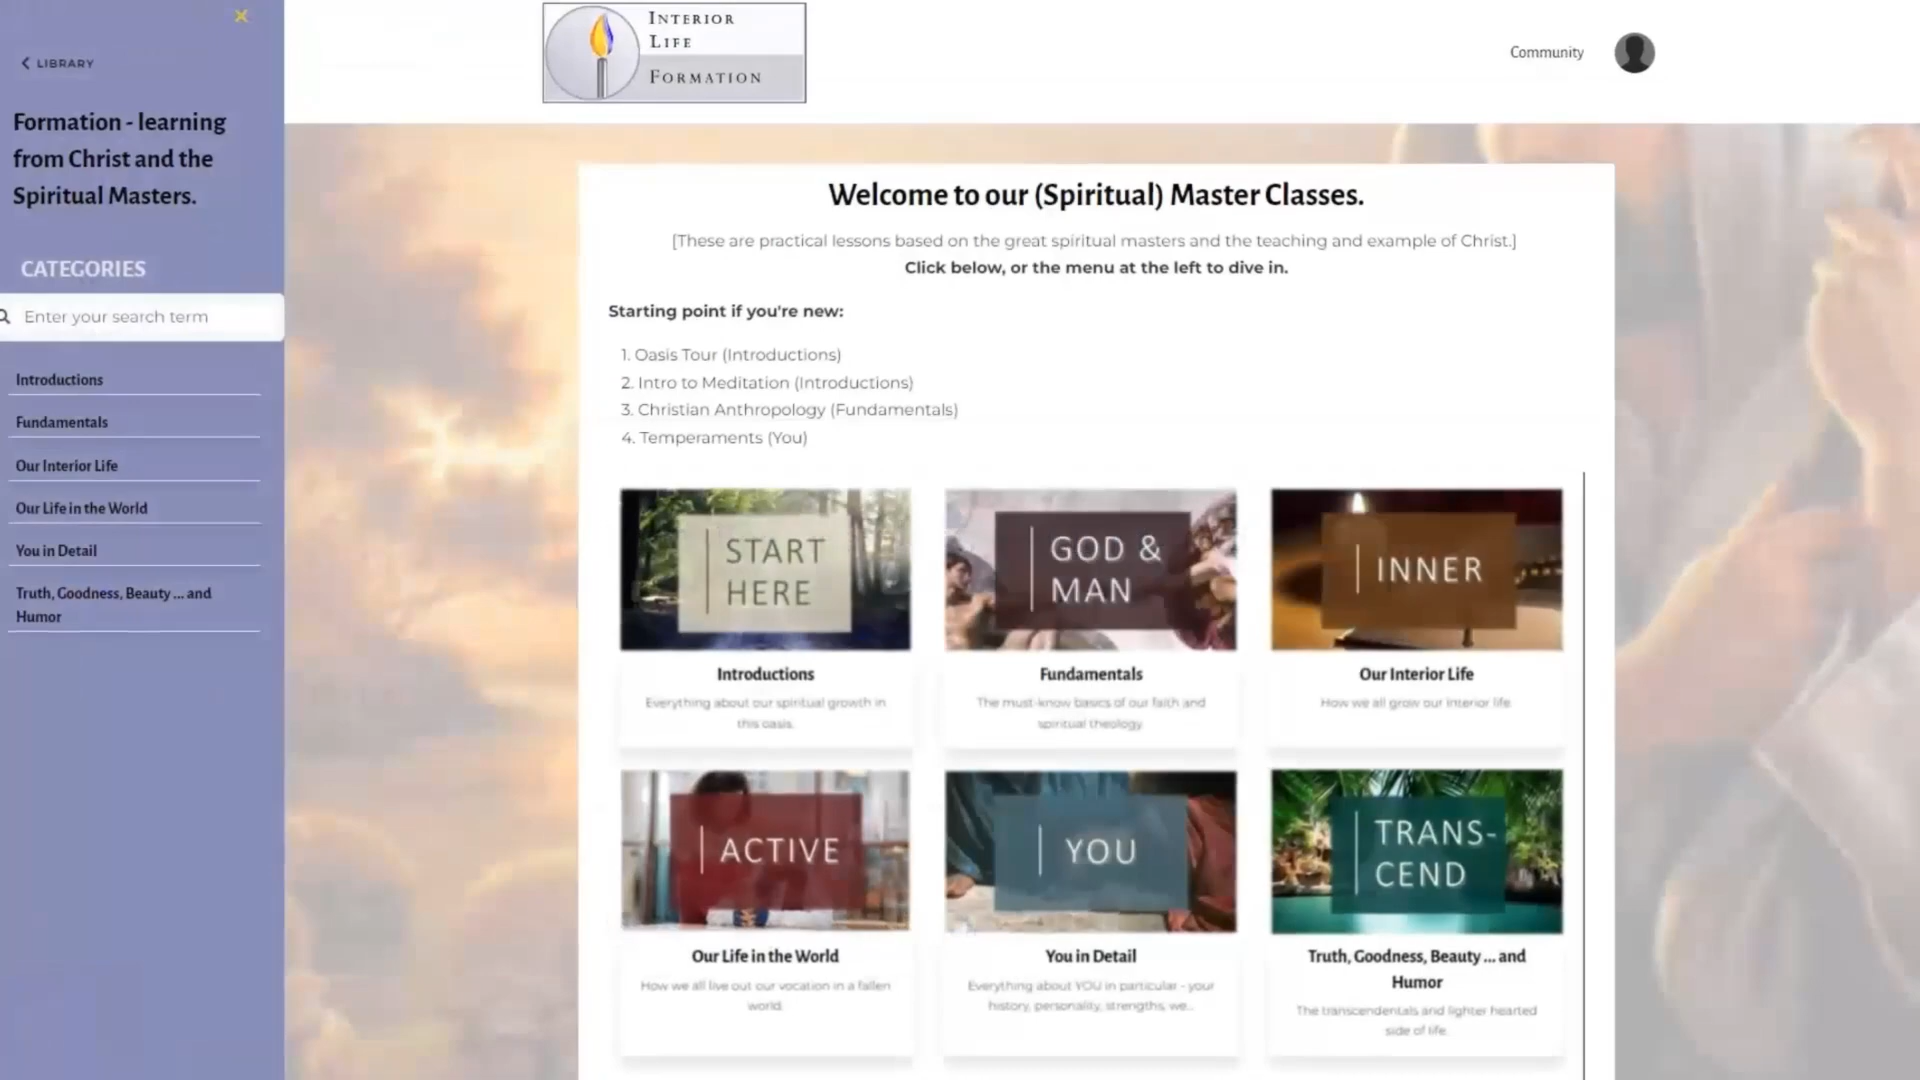 LIBRARY
Formation - learning
from Christ and the
Spiritual Masters.
CATEGORIES
Enter your search term
Introductions
Fundamentals
Our Interior Life
Our Life in the World
You in Detail
Truth, Goodness, Beauty ... and
Humor
INTERIOR
LIFE
FORMATION
Community
Welcome to our (Spiritual) Master Classes.
[These are practical lessons based on the great spiritual masters and the teaching and example of Christ.]
Click below, or the menu at the left to dive in.
Starting point if you're new:
1. Oasis Tour (Introductions)
2. Intro to Meditation (Introductions)
3. Christian Anthropology (Fundamentals)
4. Temperaments (You)
START
HERE
Introductions
Everything about our spiritual growth in
this oasis.
GOD &
MAN
Fundamentals
The must-know basics of our faith and
spiritual theology
INNER
Our Interior Life
How we all grow our interior life
ACTIVE
Our Life in the World
How we all live out our vocation in a fallen
world.
YOU
You in Detail
Everything about YOU in particular - your
history, personality, strengths, we...
TRANS-
CEND
Truth, Goodness, Beauty ... and
Humor
The transcendentals and lighter hearted
side of life.